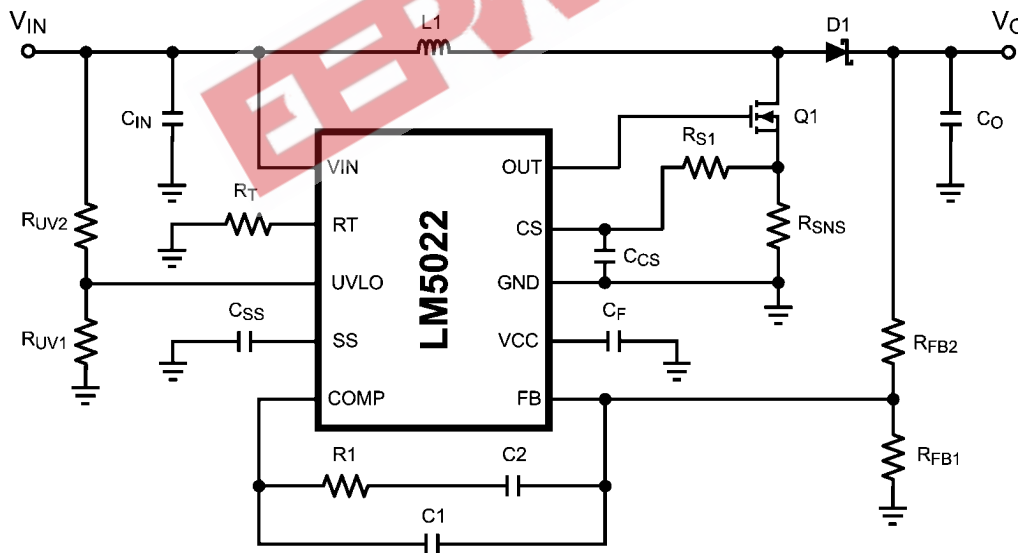 VIN
L1
D1
CIN
Q1
CO
RS1
VIN
OUT
RT
RT
CS
RSNS
CCS
RUV2
UVLO
GND
LM5022
CSS
CF
RUV1
SS
VCC
RFB2
COMP
FB
R1
C2
RFB1
C1